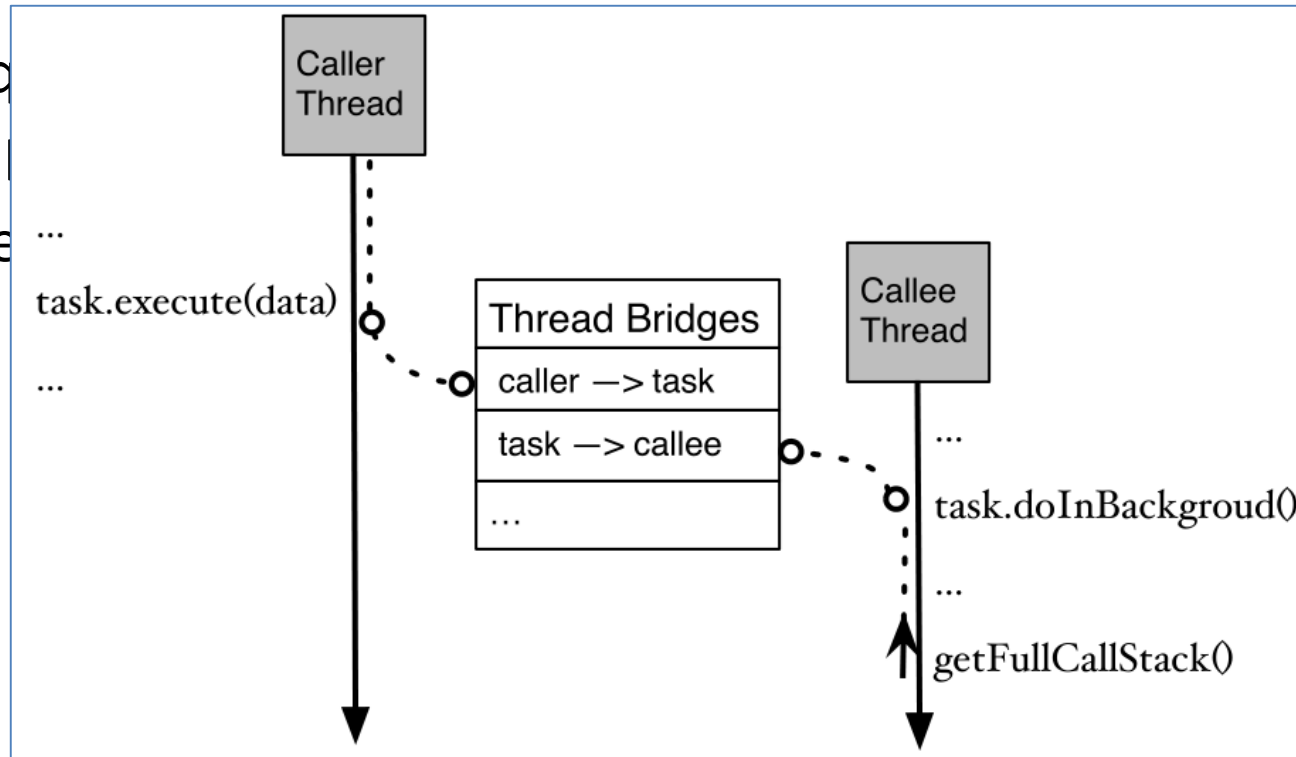 Caller
Thread
...
task.execute(data)
...
Thread Bridges
caller —> task
task —> callee
...
Callee
Thread
...
task.doInBackgroud()
...
getFullCallStack()